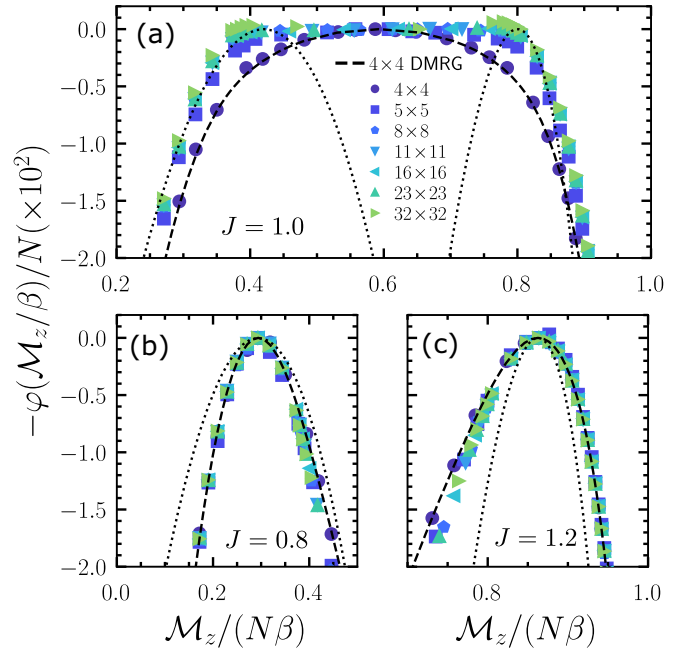 (a)
0.0
−0.5
−1.0
−1.5
−2.0
4×4 DMRG
4×4
5×5
8×8
11×11
16×16
23×23
32×32
J = 1.0
0.2 0.4 0.6 0.8 1.0
−φ(ℳz/β)/N(×10²)
(b)
0.0
−0.5
−1.0
−1.5
−2.0
J = 0.8
0.0 0.2 0.4
ℳz/(Nβ)
(c)
J = 1.2
0.8 1.0
ℳz/(Nβ)